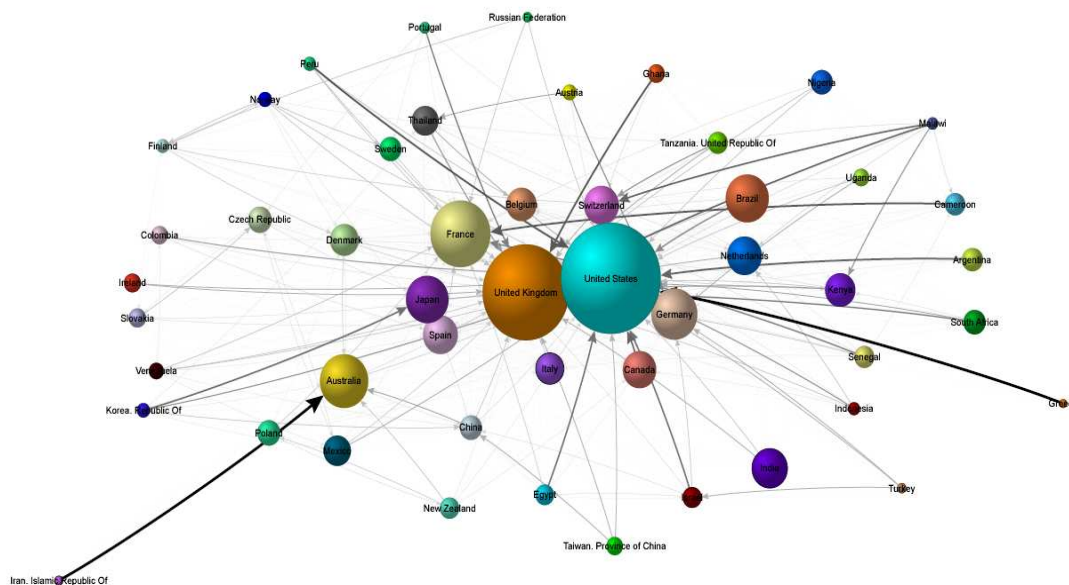 Russian Federation
Portugal
Peru
Ghana
Nigeria
Austria
Norway
Thailand
Malawi
Finland
Sweden
Tanzania. United Republic Of
Uganda
Belgium
Switzerland
Brazil
Cameroon
Czech Republic
Colombia
Denmark
France
Netherlands
Argentina
Ireland
United States
Japan
United Kingdom
Kenya
Slovakia
Spain
Germany
South Africa
Senegal
Venezuela
Australia
Italy
Canada
Korea. Republic Of
Indonesia
Poland
China
Mexico
India
Turkey
New Zealand
Egypt
Taiwan. Province of China
Iran. Islamic Republic Of